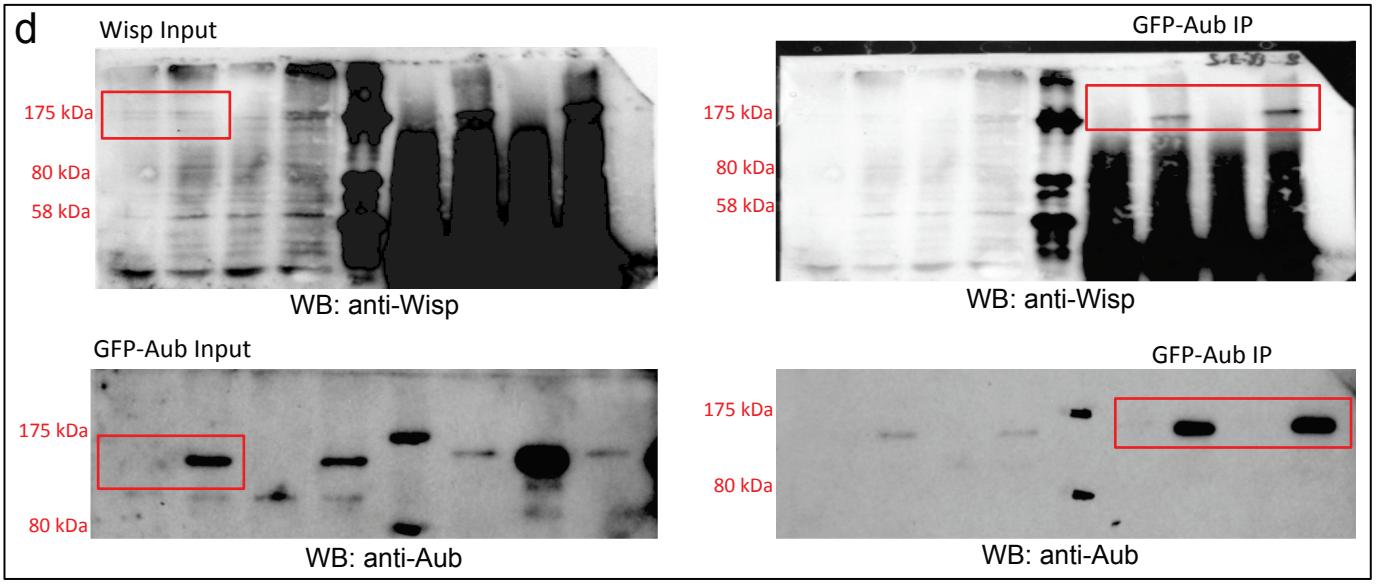 d
Wisp Input
175 kDa
80 kDa
58 kDa
WB: anti-Wisp
GFP-Aub IP
175 kDa
80 kDa
58 kDa
WB: anti-Wisp
GFP-Aub Input
175 kDa
80 kDa
WB: anti-Aub
GFP-Aub IP
175 kDa
80 kDa
WB: anti-Aub